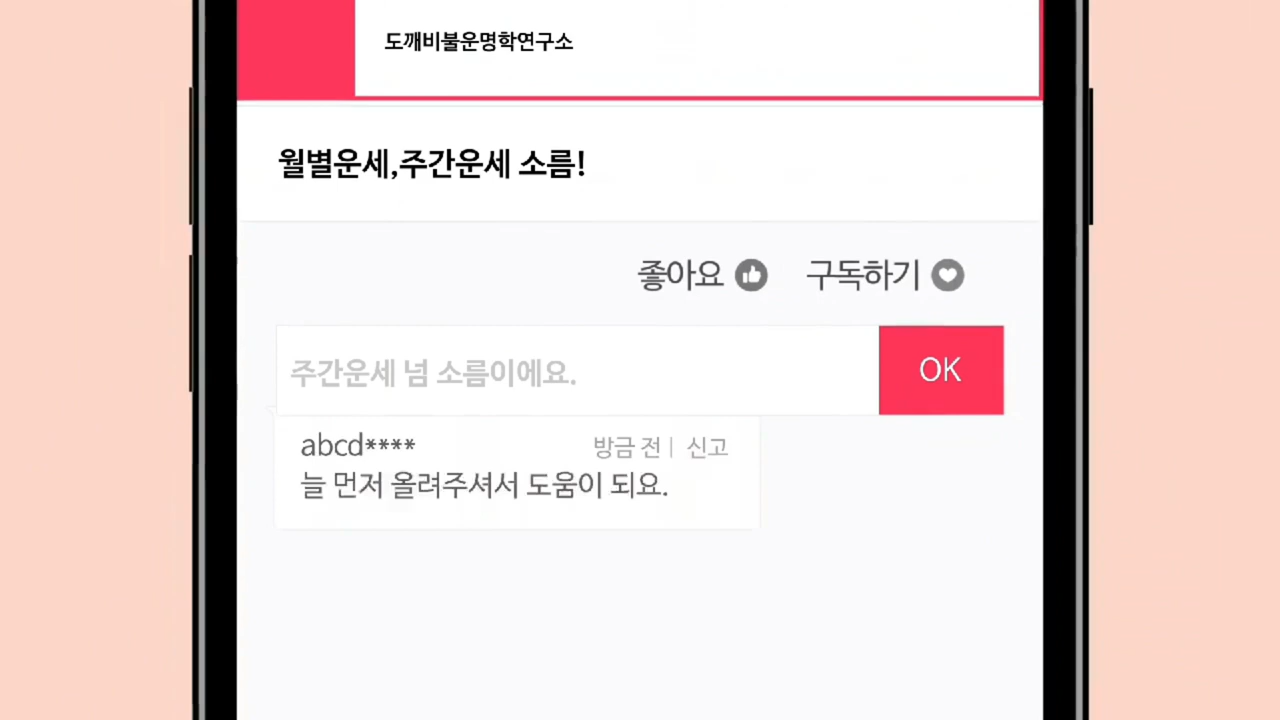 도깨비불운명학연구소
월별운세,주간운세 소름!
좋아요 구독하기
주간운세 넘 소름이에요. OK
abcd**** 방금 전 | 신고
늘 먼저 올려주셔서 도움이 되요.